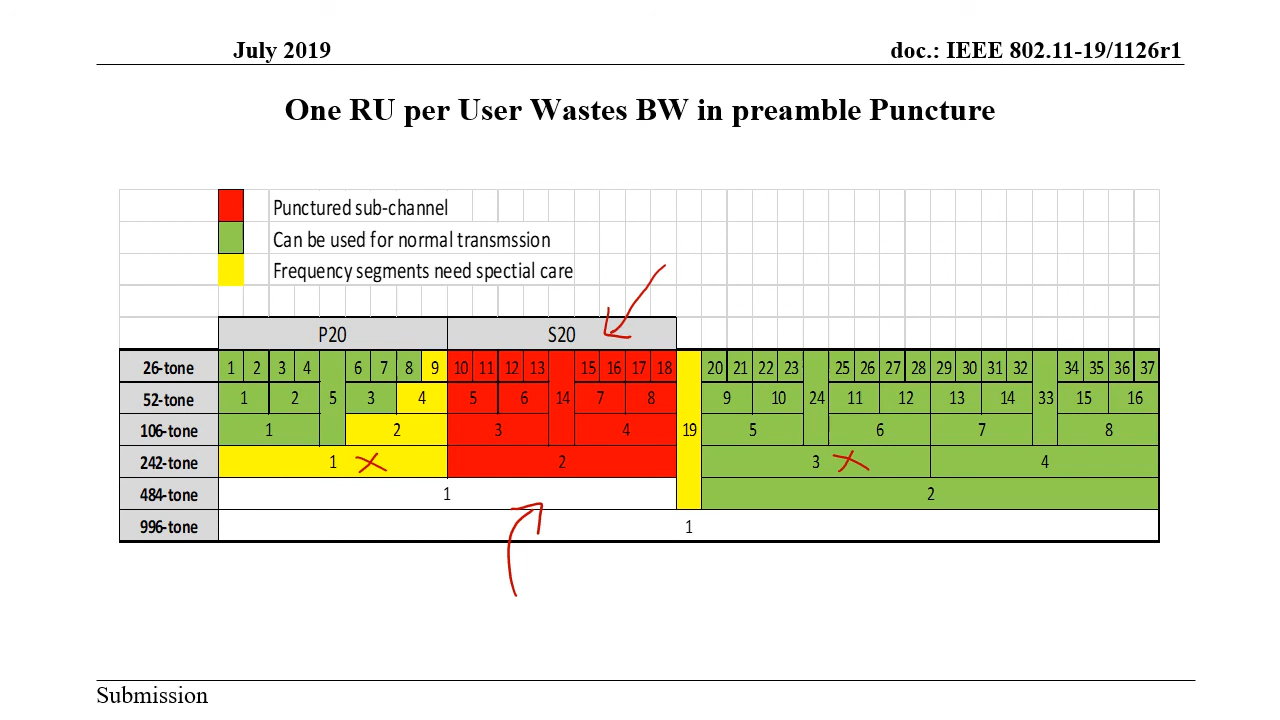 July 2019 doc.: IEEE 802.11-19/1126r1
One RU per User Wastes BW in preamble Puncture
Punctured sub-channel
Can be used for normal transmssion
Frequency segments need spectial care
P20 S20
26-tone 1 2 3 4 6 7 8 9 10 11 12 13 15 16 17 18 20 21 22 23 25 26 27 28 29 30 31 32 34 35 36 37
52-tone 1 2 5 3 4 5 6 14 7 8 9 10 24 11 12 13 14 33 15 16
106-tone 1 2 3 4 19 5 6 7 8
242-tone 1 2 3 4
484-tone 1 2
996-tone 1
Submission